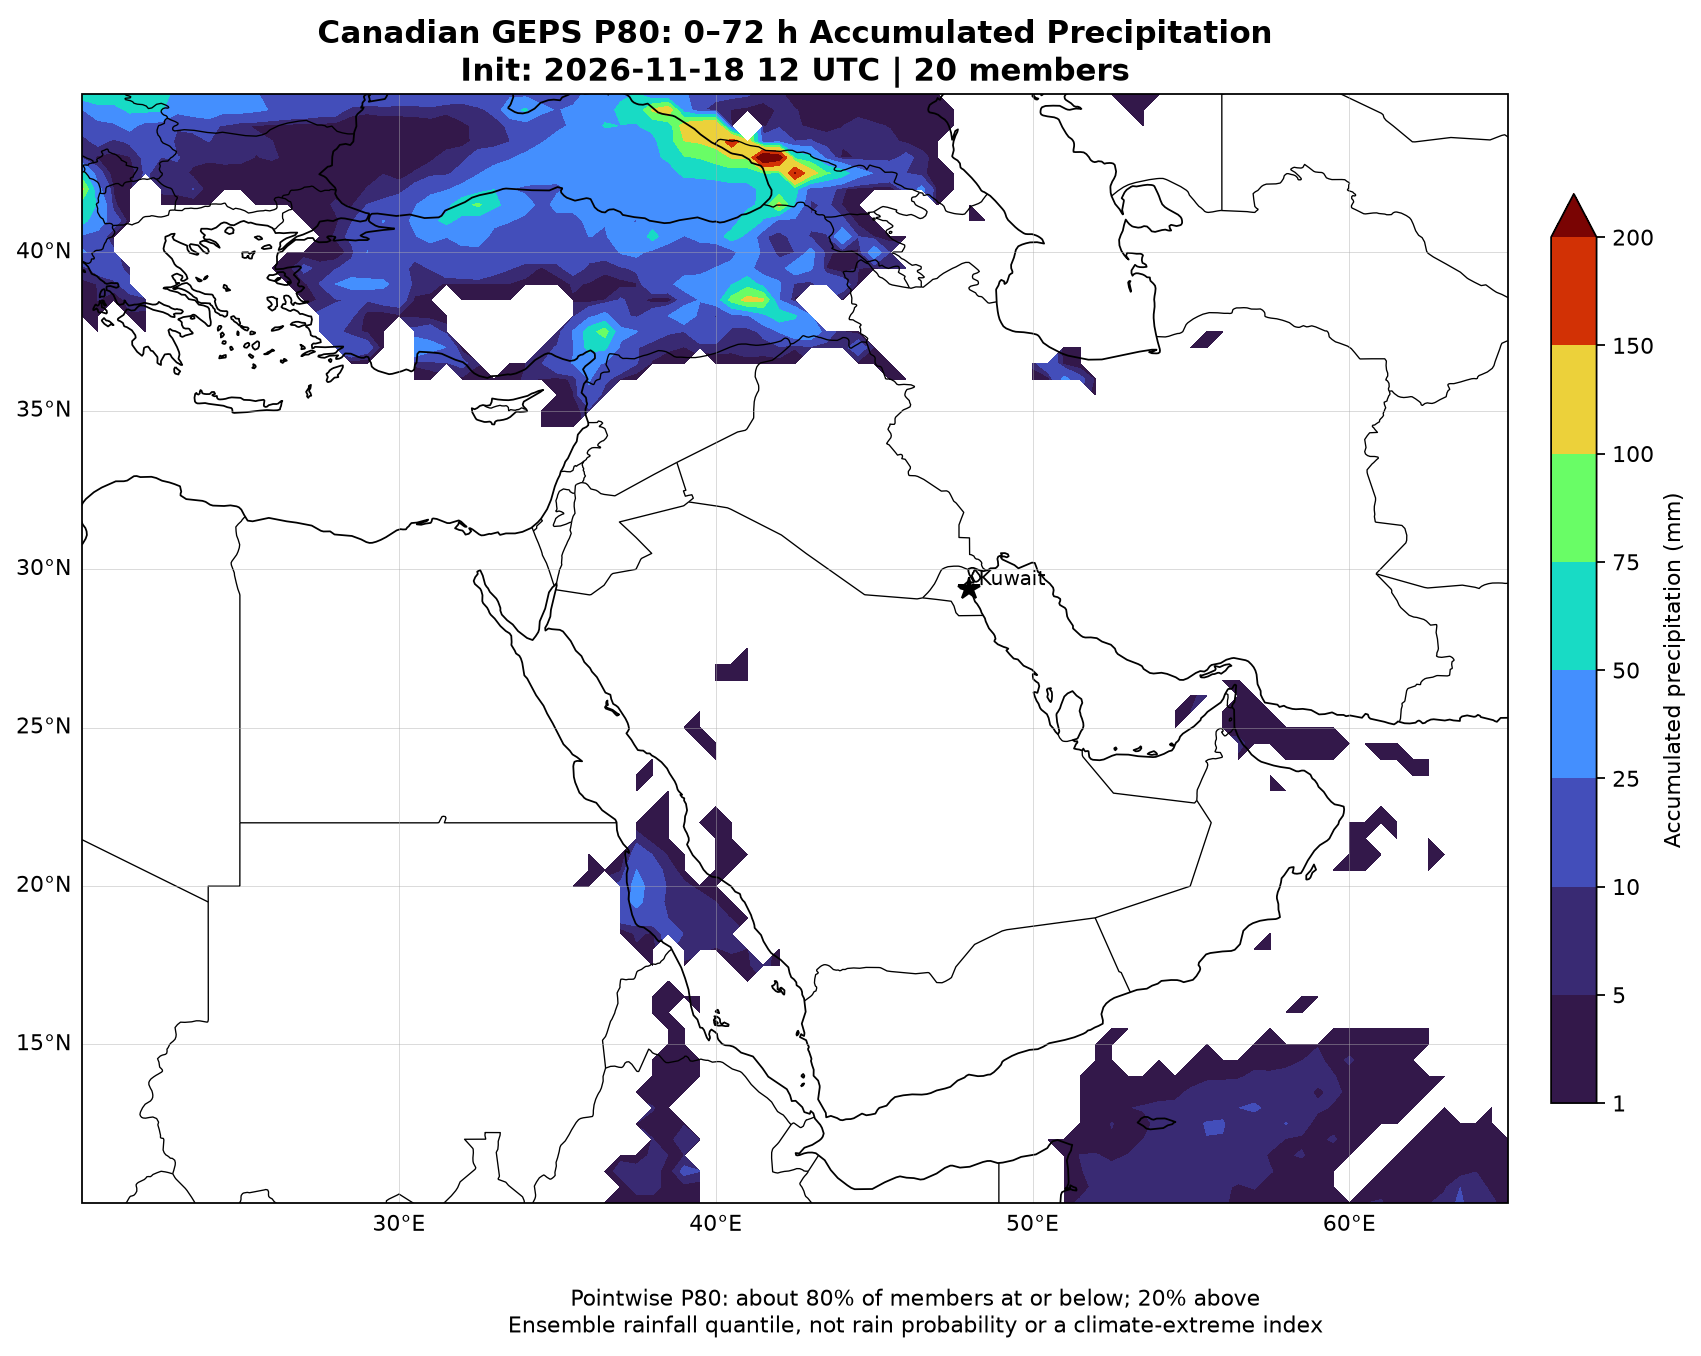 Canadian GEPS P80: 0–72 h Accumulated Precipitation
Init: 2026-11-18 12 UTC | 20 members
40°N
35°N
30°N
25°N
20°N
15°N
30°E
40°E
50°E
60°E
Kuwait
200
150
100
75
50
25
10
5
1
Accumulated precipitation (mm)
Pointwise P80: about 80% of members at or below; 20% above
Ensemble rainfall quantile, not rain probability or a climate-extreme index